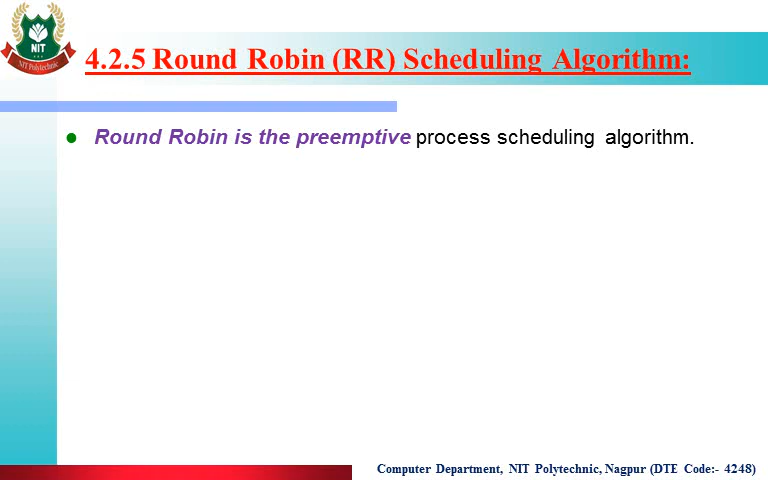 NIT
NIT Polytechnic
4.2.5 Round Robin (RR) Scheduling Algorithm:
Round Robin is the preemptive process scheduling algorithm.
Computer Department, NIT Polytechnic, Nagpur (DTE Code:- 4248)